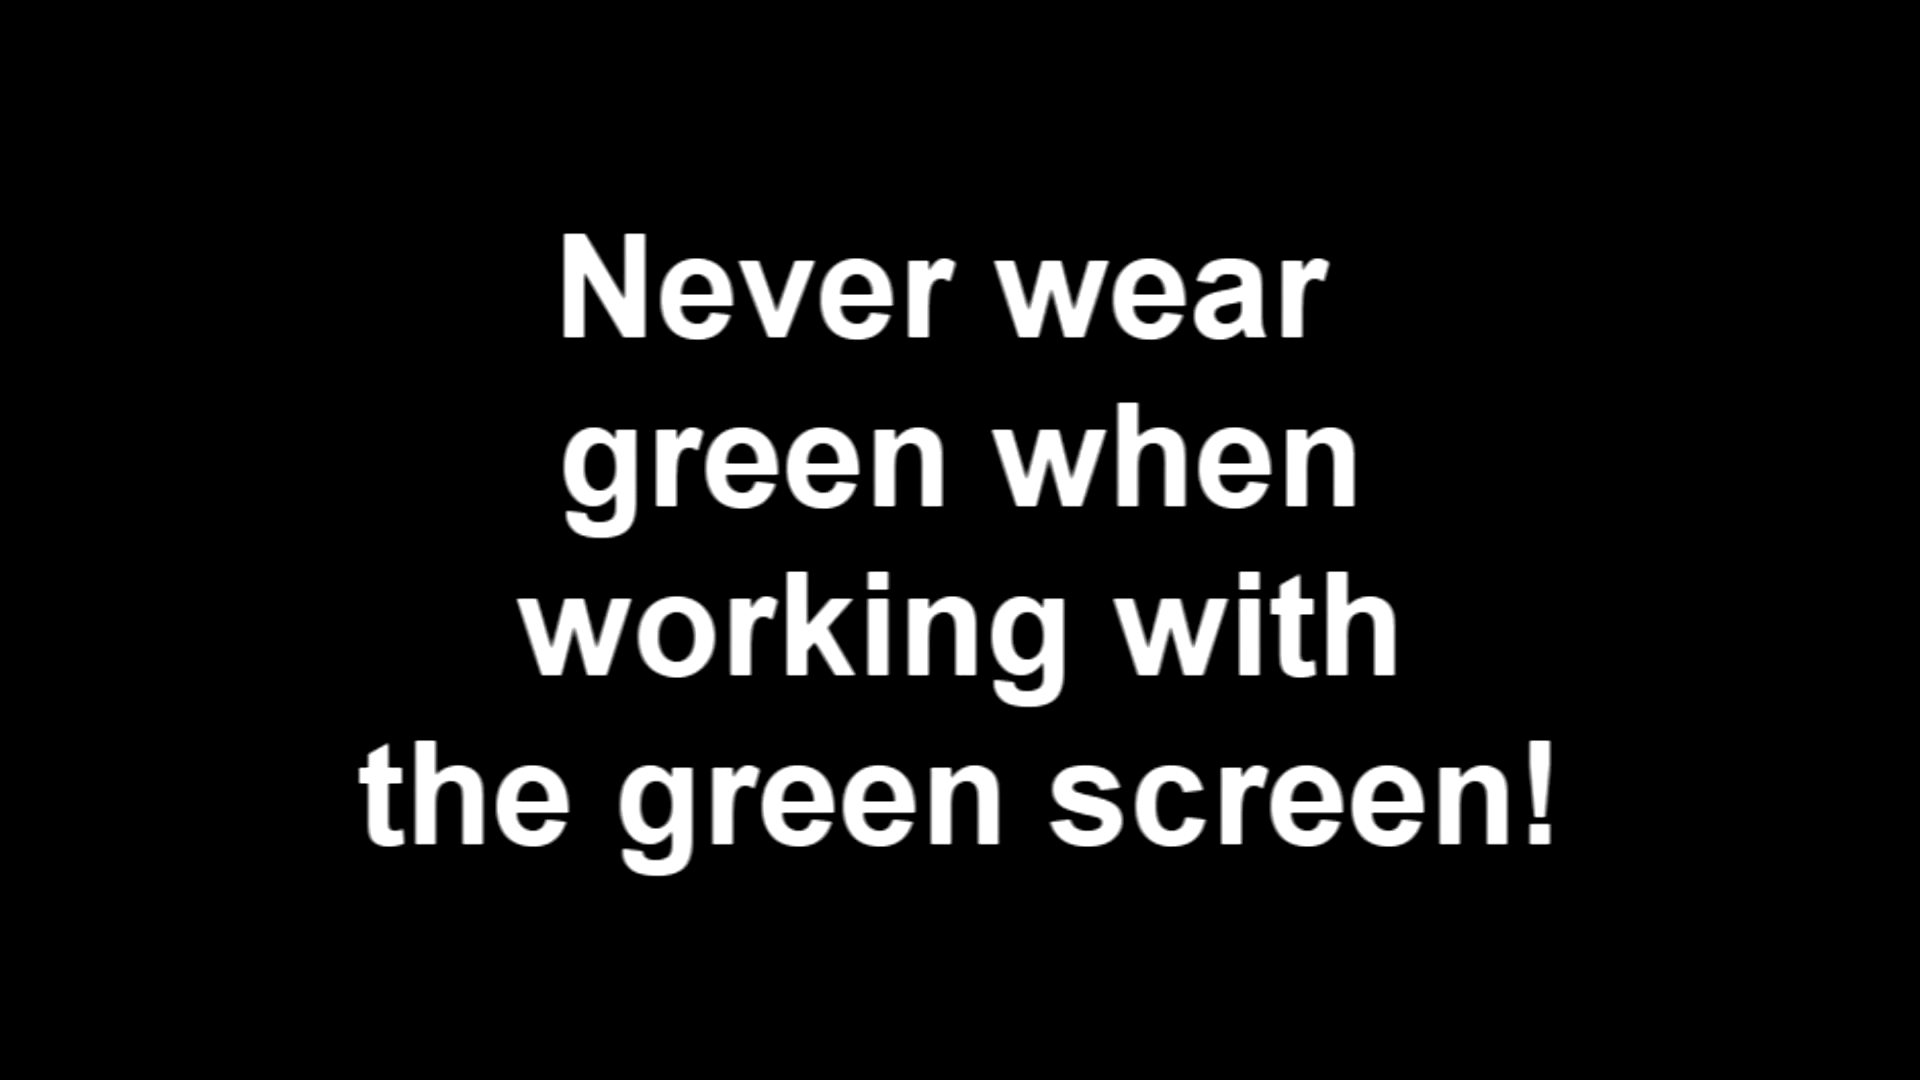 Never wear
green when
working with
the green screen!